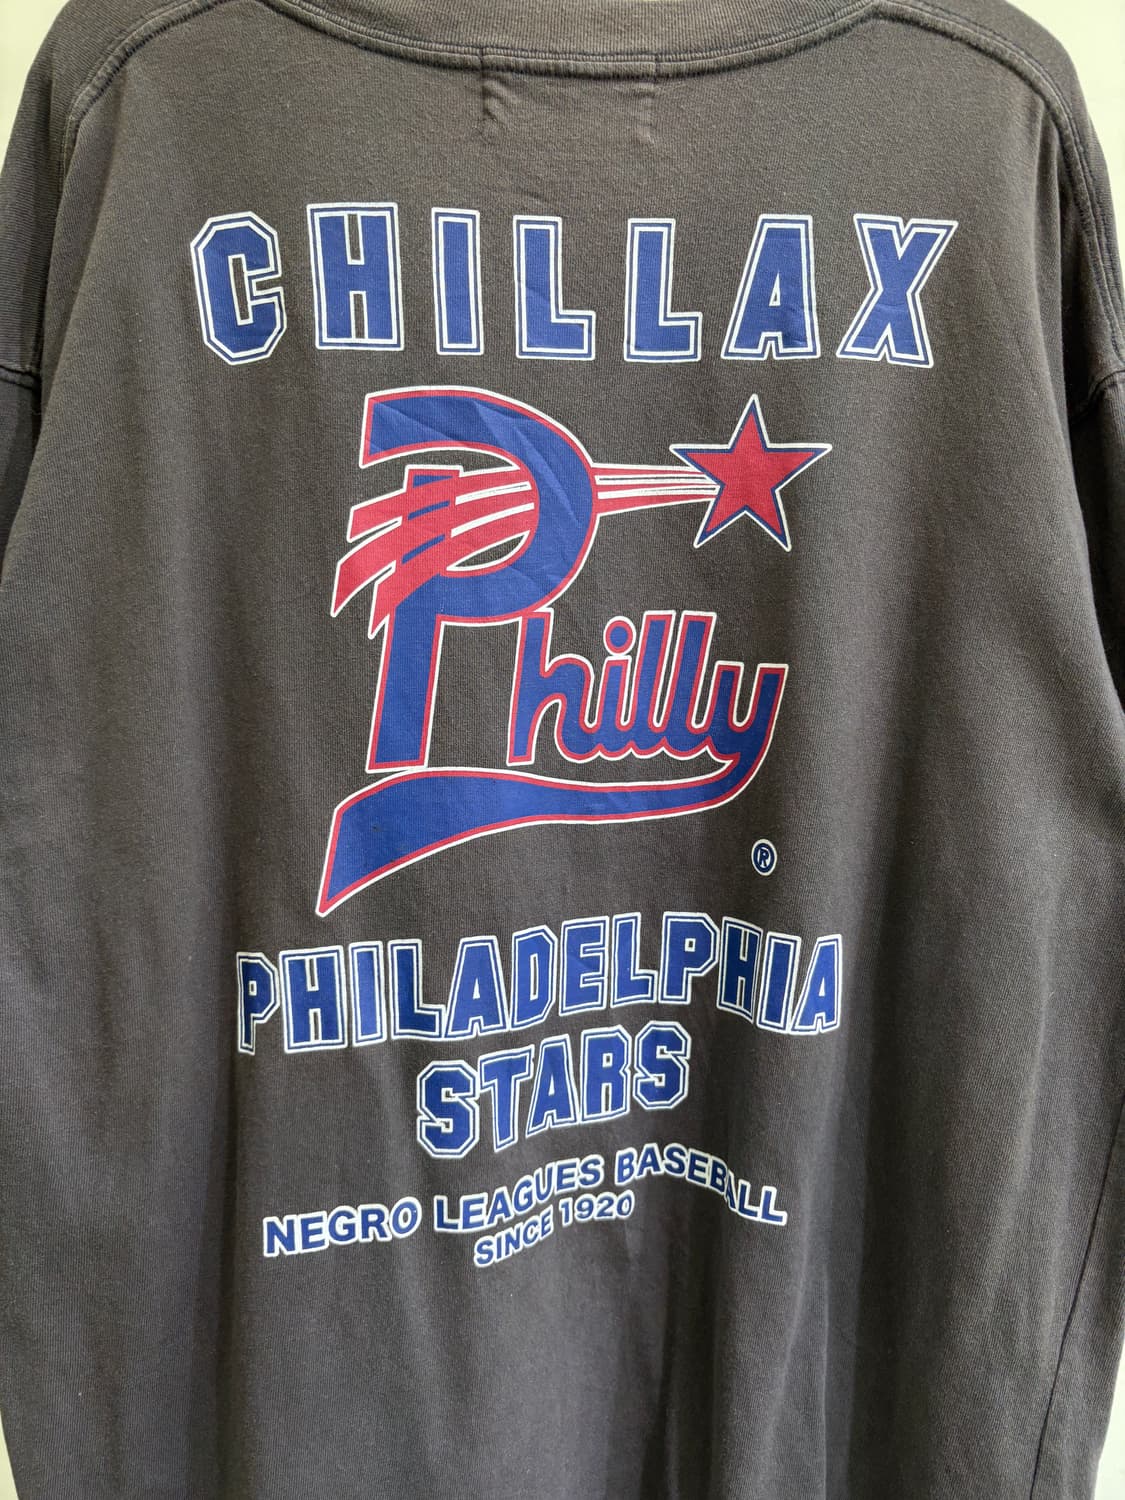 CHILLAX
Philly
®
PHILADELPHIA
STARS
NEGRO LEAGUES BASEBALL
SINCE 1920